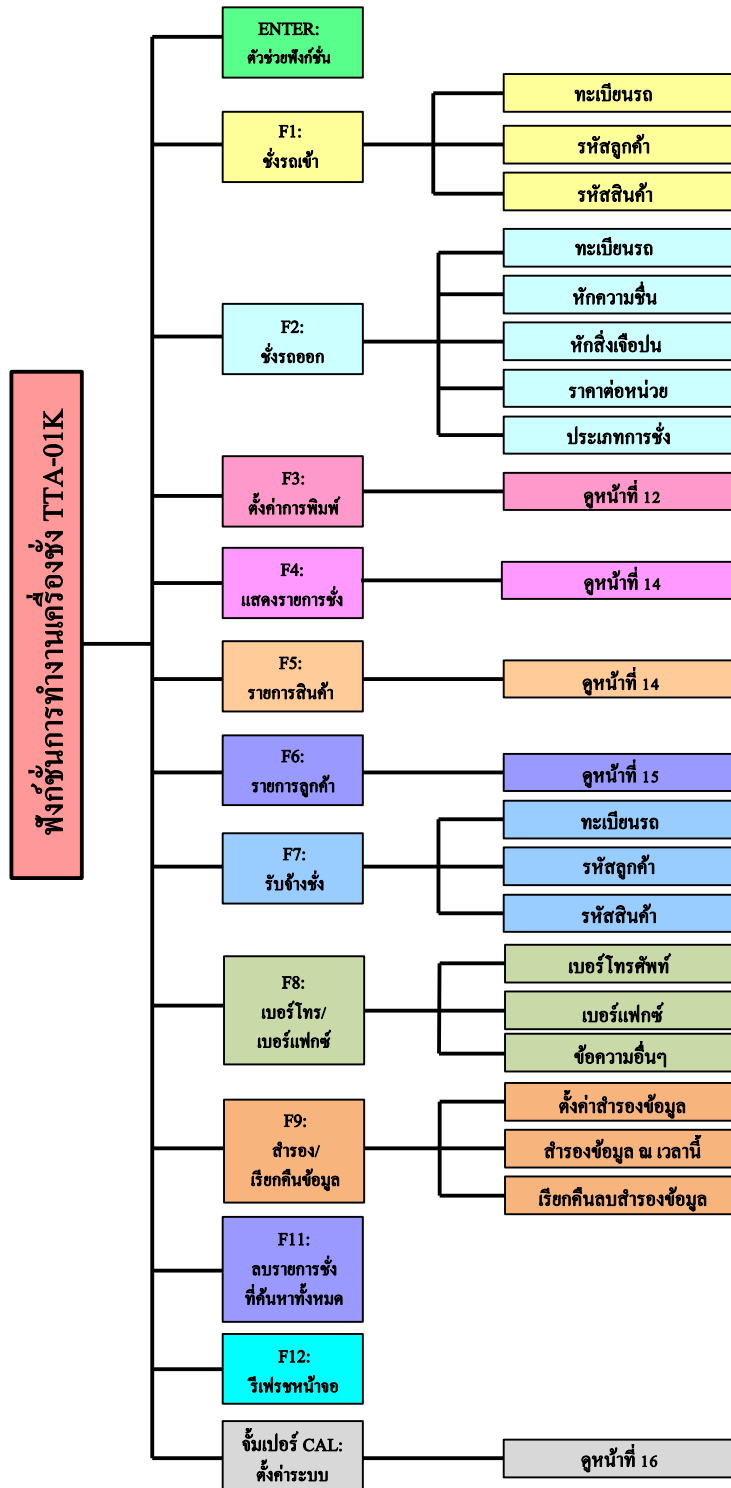 ฟังก์ชั่นการทำงานเครื่องชั่ง TTA-01K
ENTER:
ตัวช่วยฟังก์ชั่น
F1:
ชั่งรถเข้า
ทะเบียนรถ
รหัสลูกค้า
รหัสสินค้า
F2:
ชั่งรถออก
ทะเบียนรถ
หักความชื้น
หักสิ่งเจือปน
ราคาต่อหน่วย
ประเภทการชั่ง
F3:
ตั้งค่าการพิมพ์
ดูหน้าที่ 12
F4:
แสดงรายการชั่ง
ดูหน้าที่ 14
F5:
รายการสินค้า
ดูหน้าที่ 14
F6:
รายการลูกค้า
ดูหน้าที่ 15
F7:
รับจ้างชั่ง
ทะเบียนรถ
รหัสลูกค้า
รหัสสินค้า
F8:
เบอร์โทร/
เบอร์แฟกซ์
เบอร์โทรศัพท์
เบอร์แฟกซ์
ข้อความอื่นๆ
F9:
สำรอง/
เรียกคืนข้อมูล
ตั้งค่าสำรองข้อมูล
สำรองข้อมูล ณ เวลานี้
เรียกคืนลบสำรองข้อมูล
F11:
ลบรายการชั่ง
ที่ค้นหาทั้งหมด
F12:
รีเฟรชหน้าจอ
จั้มเปอร์ CAL:
ตั้งค่าระบบ
ดูหน้าที่ 16